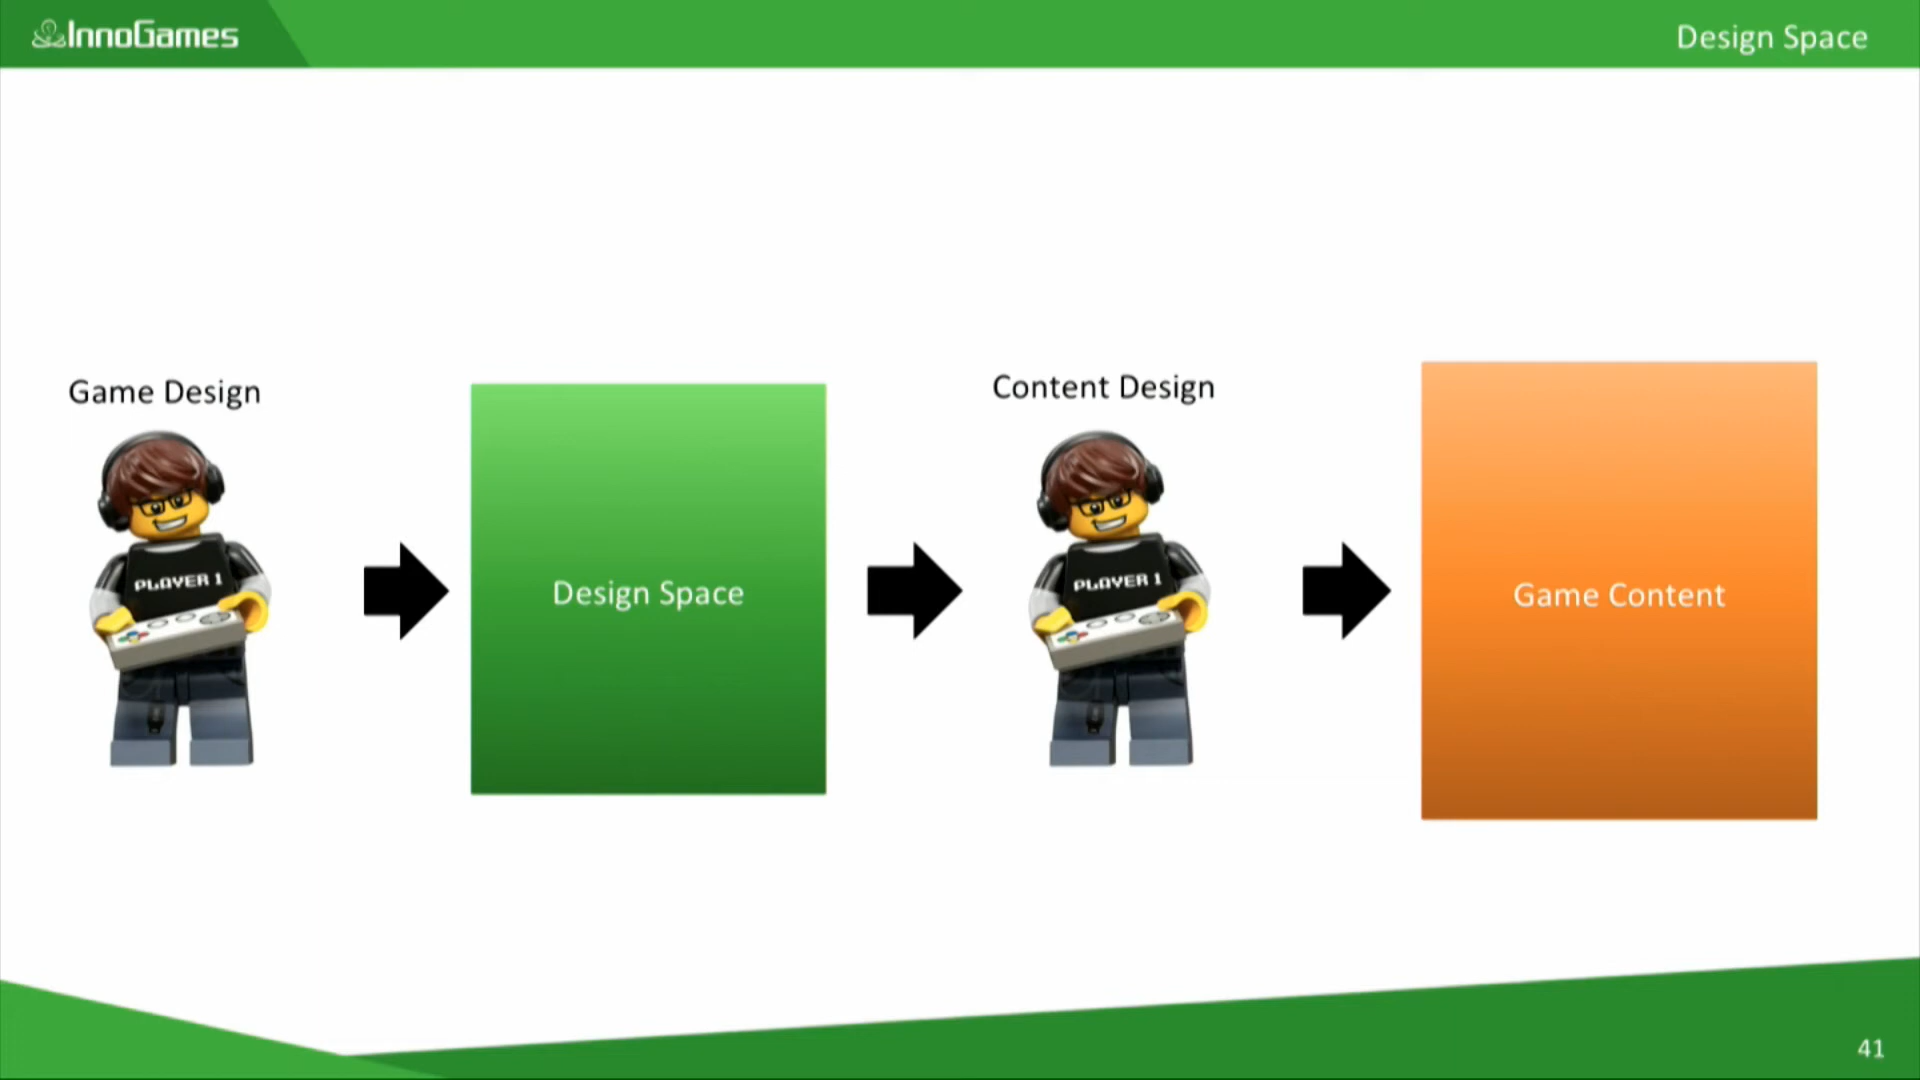 InnoGames
Design Space
Game Design
Content Design
PLAYER 1
Design Space
PLAYER 1
Game Content
41